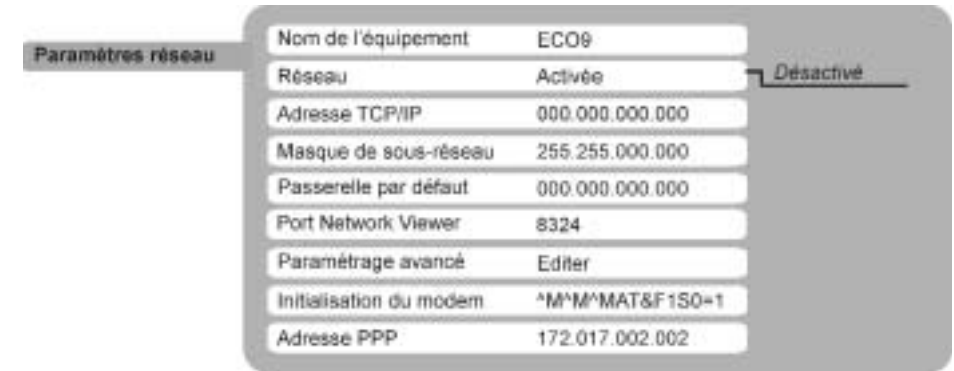 Paramètres réseau
Nom de l'équipement ECO9
Réseau Activée
Désactivé
Adresse TCP/IP 000.000.000.000
Masque de sous-réseau 255.255.000.000
Passerelle par défaut 000.000.000.000
Port Network Viewer 8324
Paramétrage avancé Editer
Initialisation du modem ^M^M^MAT&F1S0=1
Adresse PPP 172.017.002.002